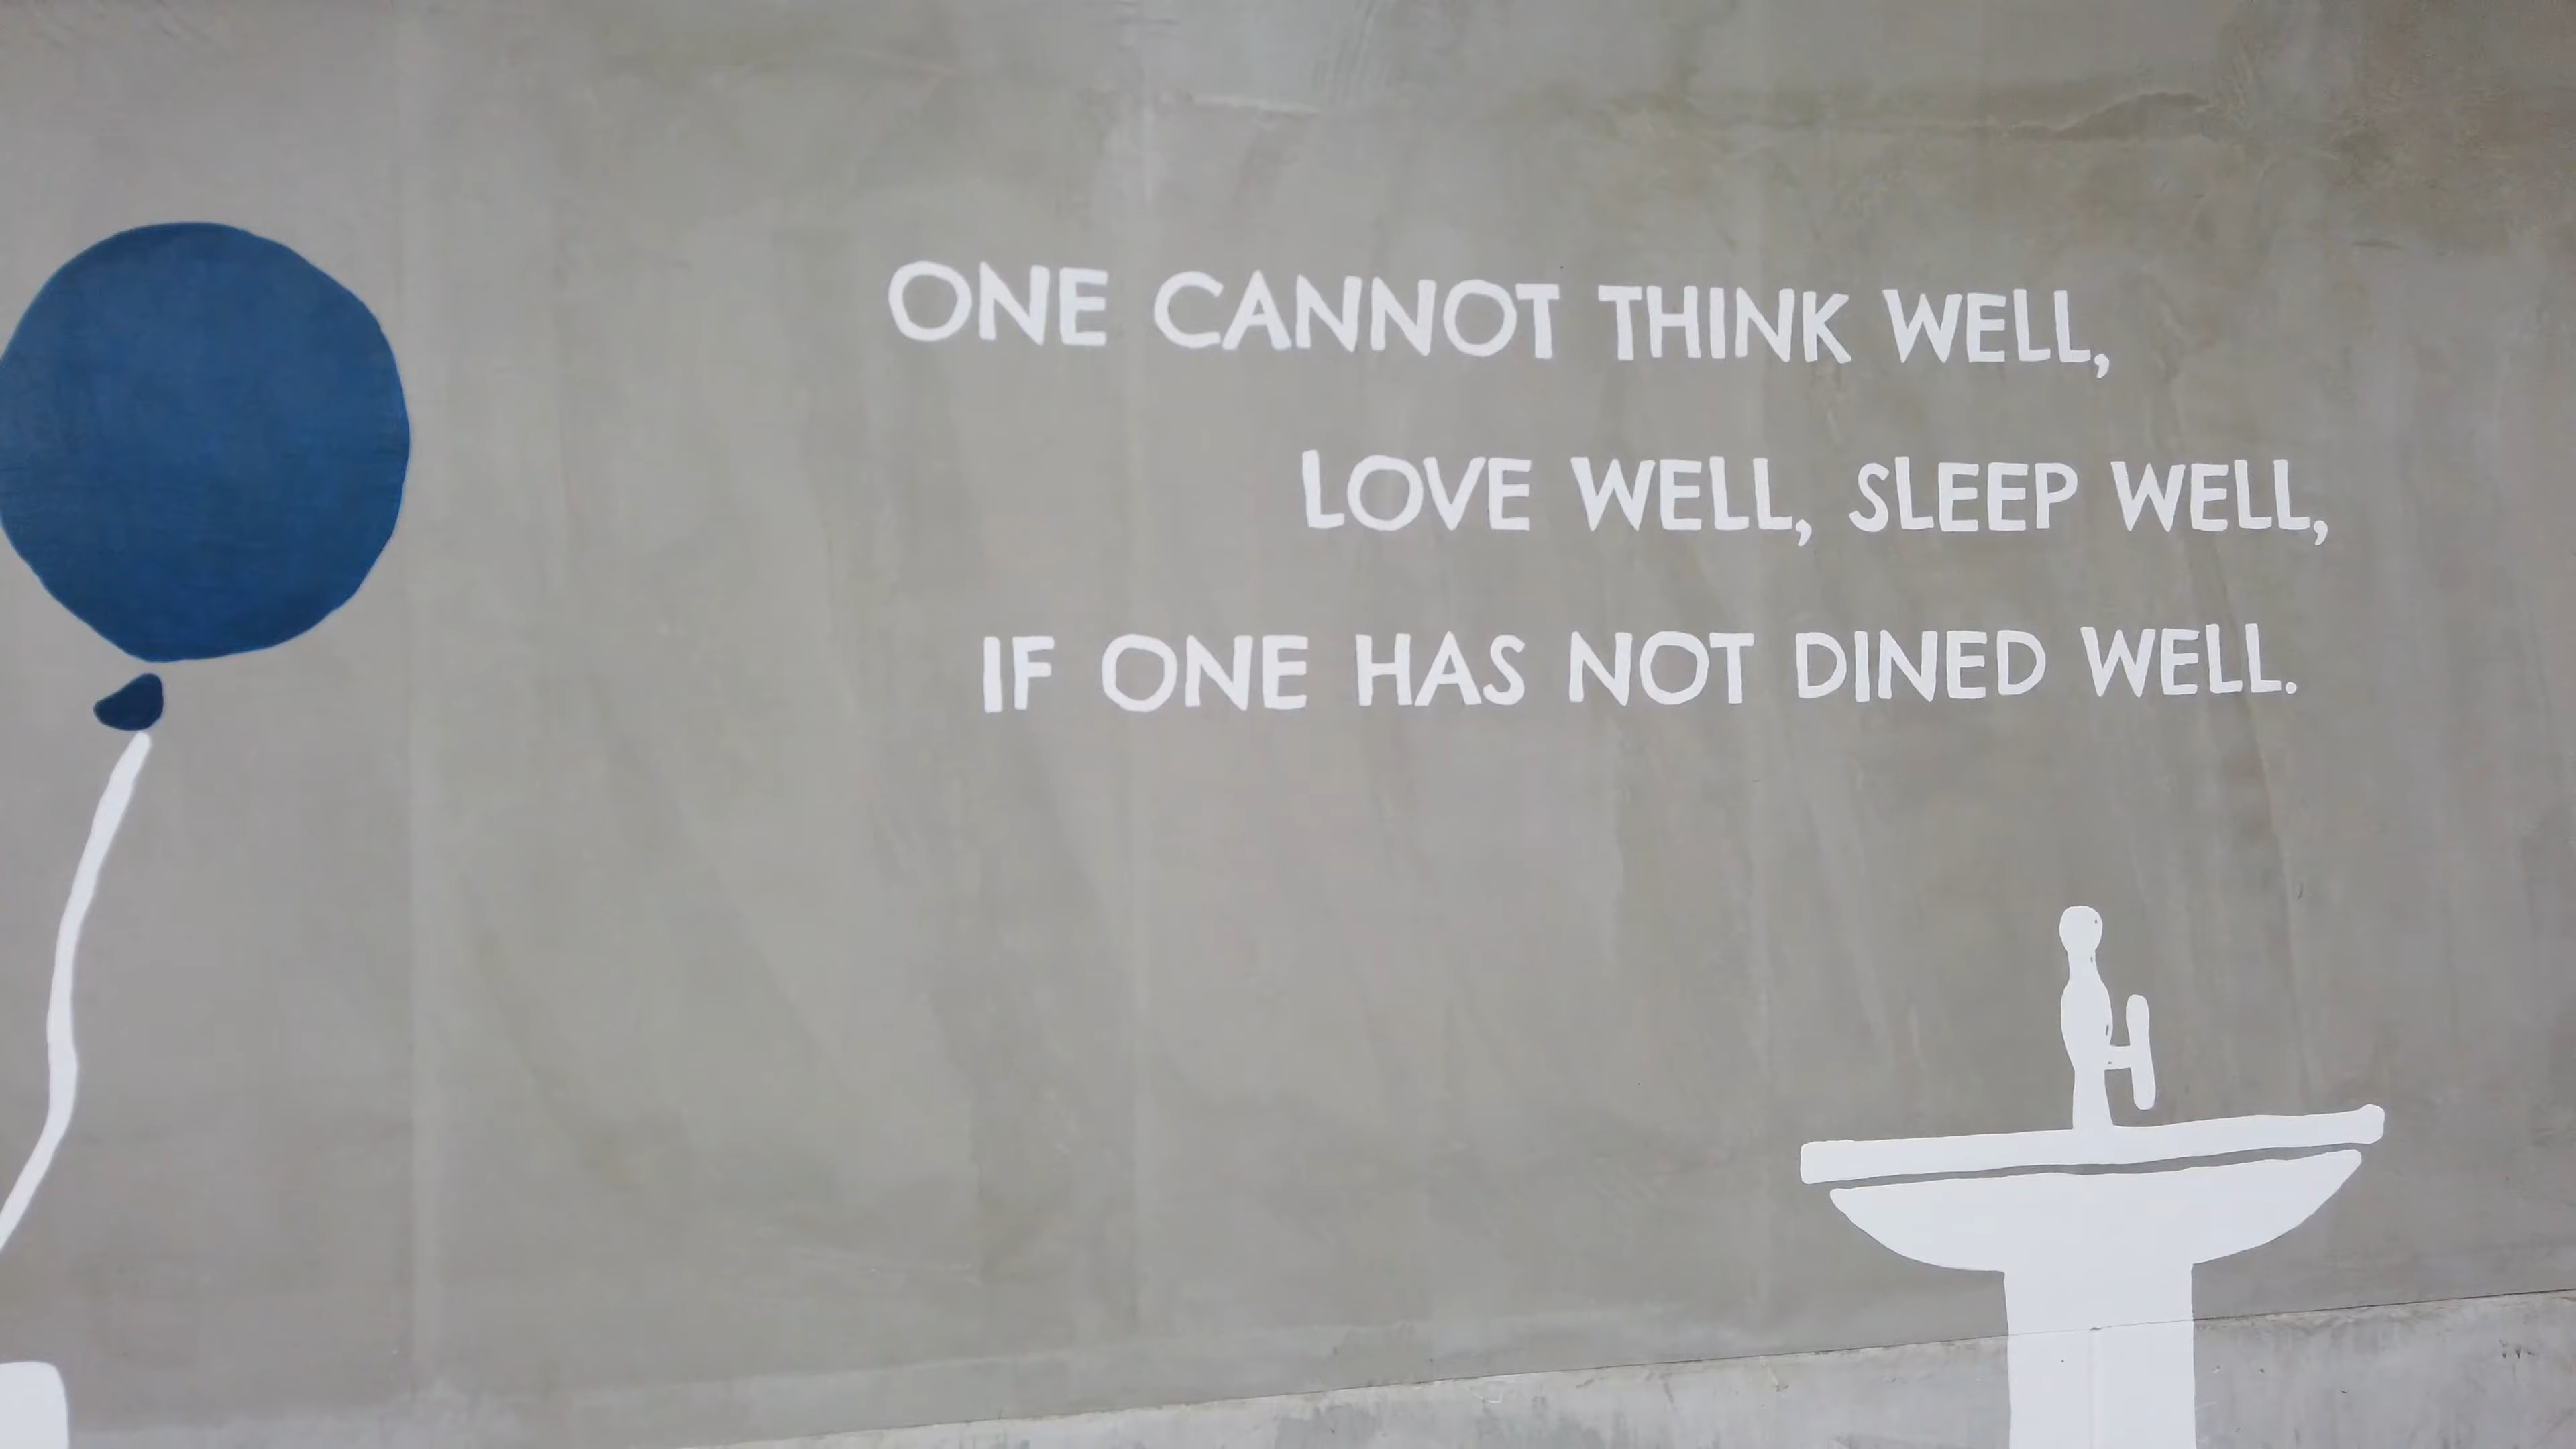 ONE CANNOT THINK WELL,
LOVE WELL, SLEEP WELL,
IF ONE HAS NOT DINED WELL.